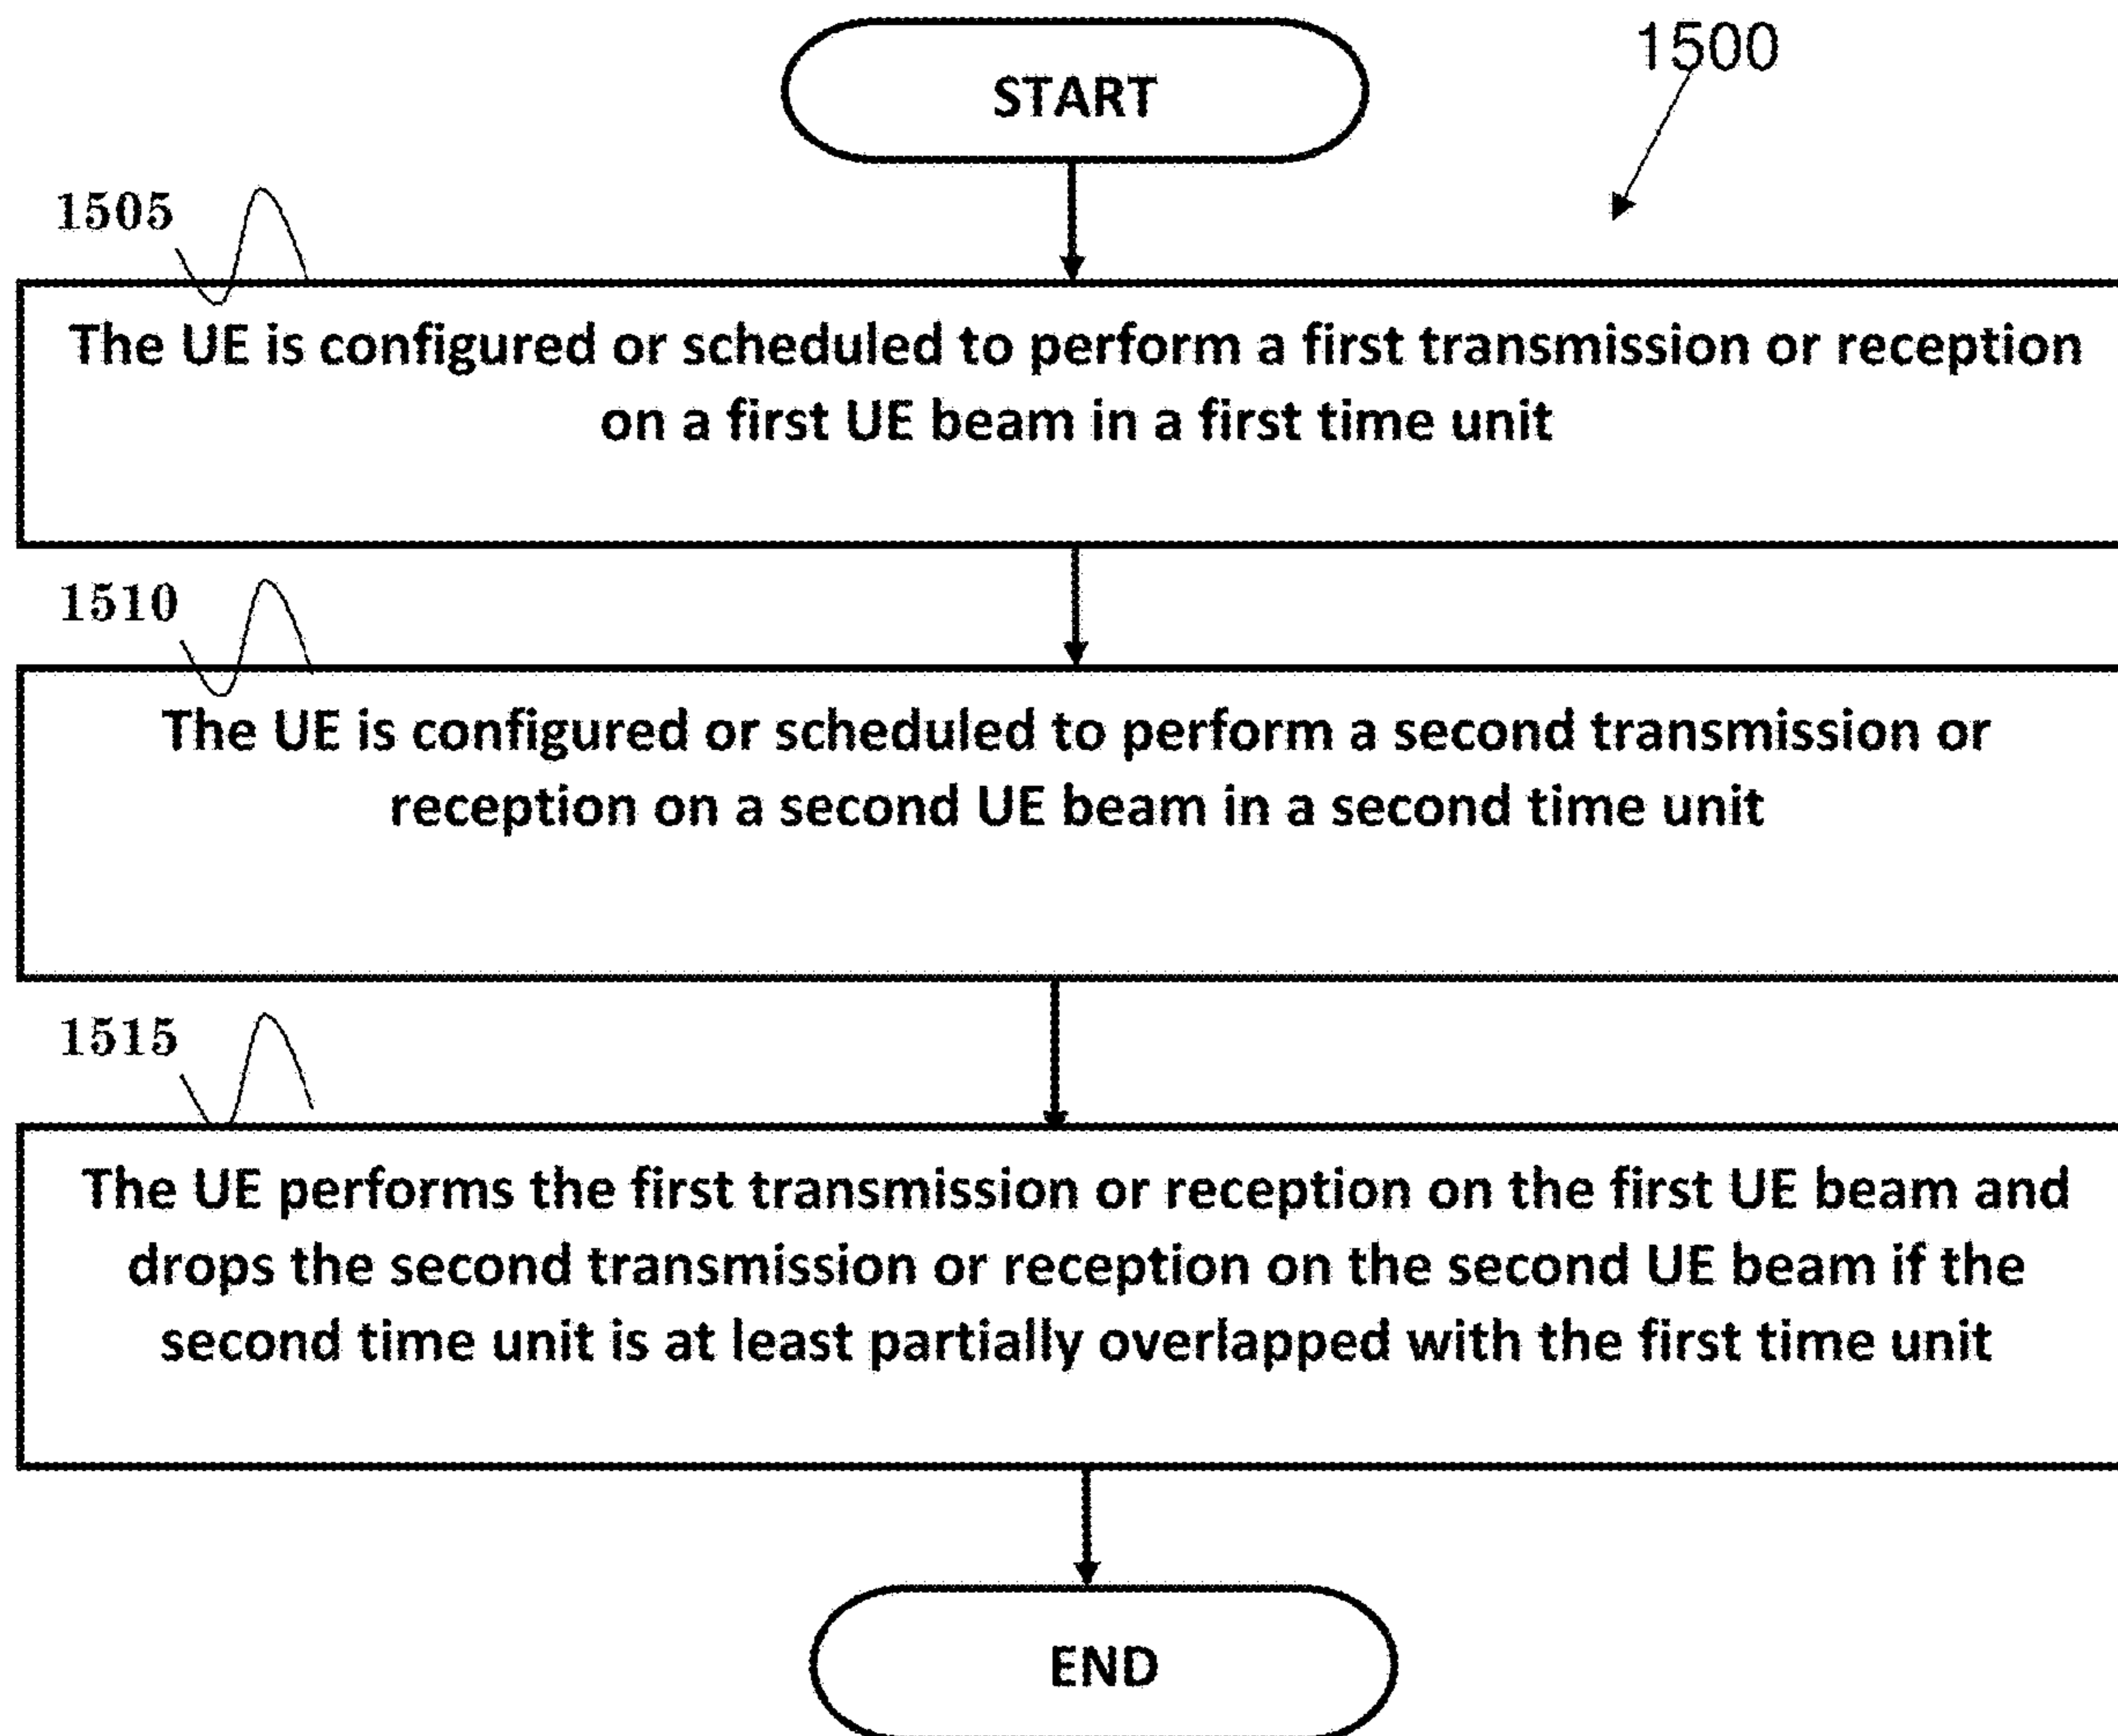 START
1500
1505
The UE is configured or scheduled to perform a first transmission or reception
on a first UE beam in a first time unit
1510
The UE is configured or scheduled to perform a second transmission or
reception on a second UE beam in a second time unit
1515
The UE performs the first transmission or reception on the first UE beam and
drops the second transmission or reception on the second UE beam if the
second time unit is at least partially overlapped with the first time unit
END